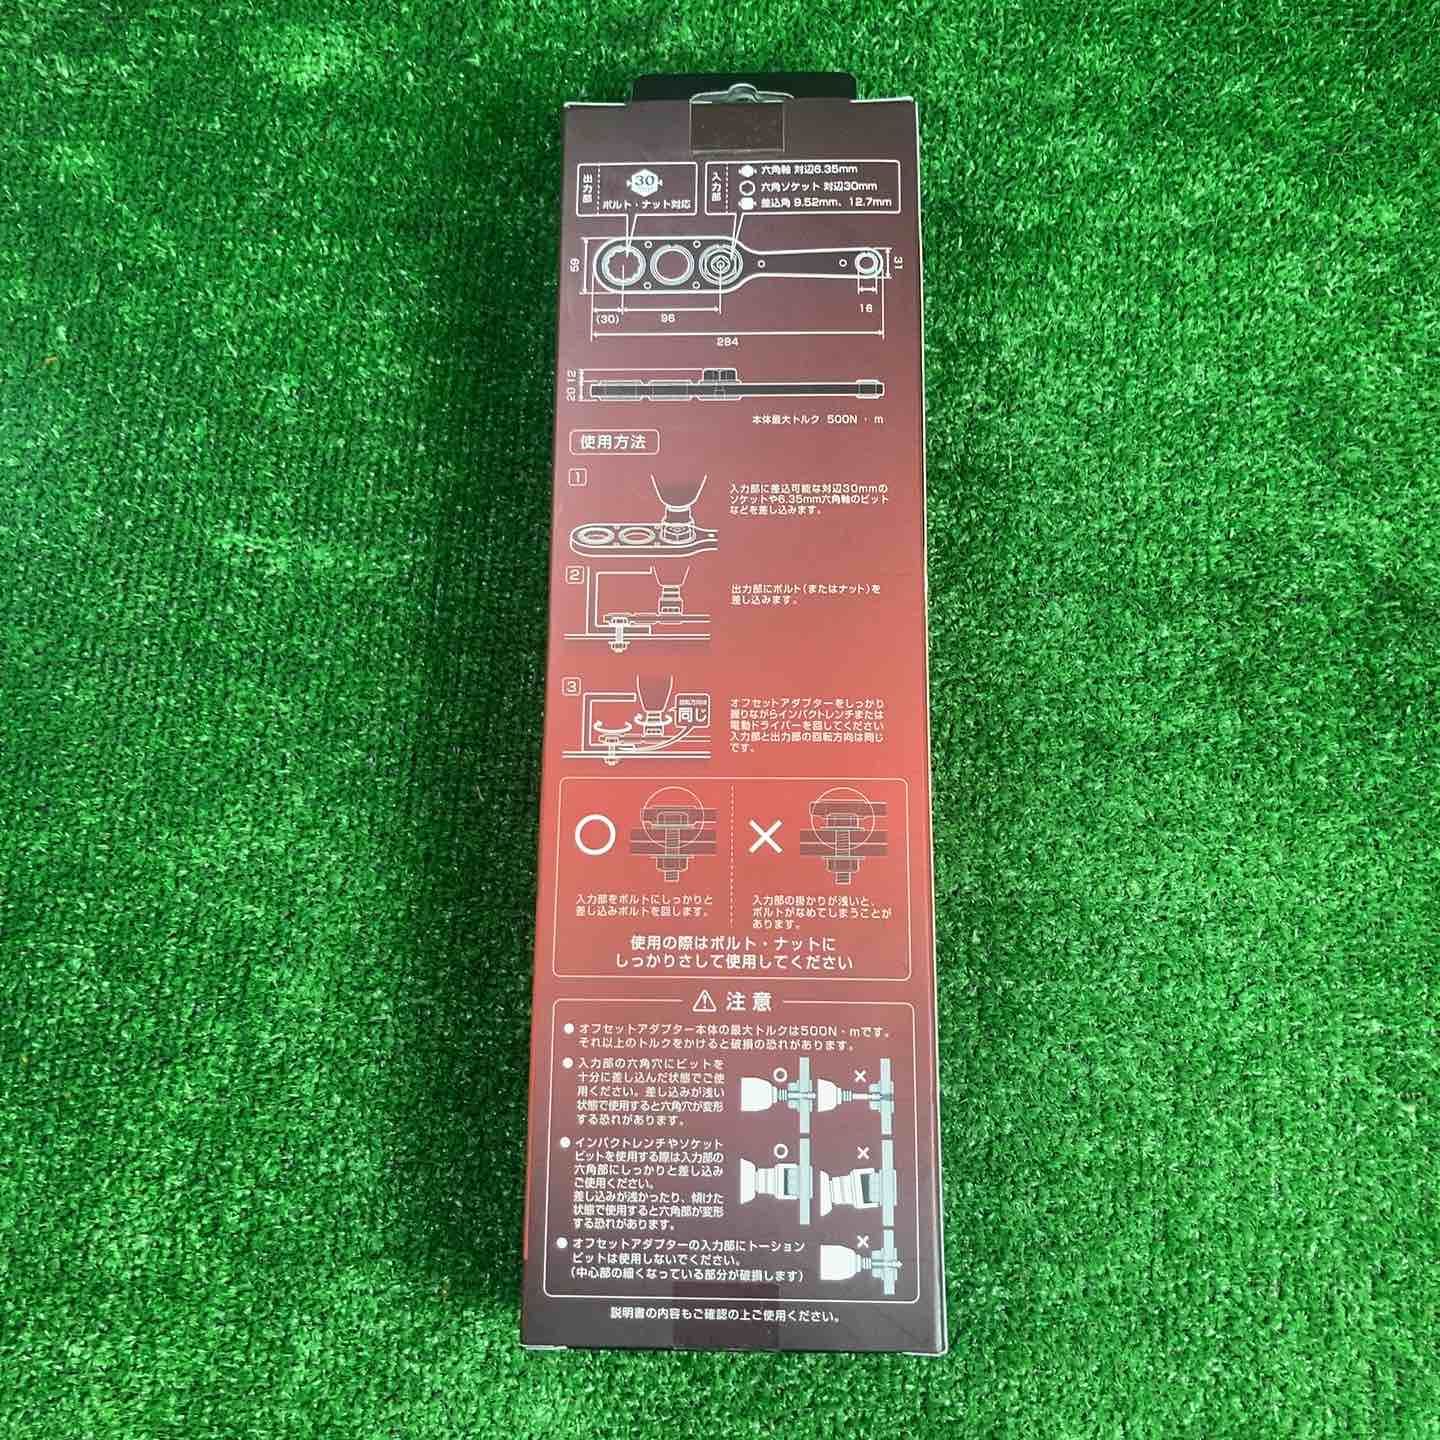 出力部
30
ボルト・ナット対応
入力部
六角軸 対辺6.35mm
六角ソケット 対辺30mm
差込角 9.52mm、12.7mm
59
31
(30)
96
16
284
20 12
本体最大トルク 500N・m
使用方法
1
入力部に差込可能な対辺30mmの
ソケットや6.35mm六角軸のビット
などを差し込みます。
2
出力部にボルト(またはナット)を
差し込みます。
3
回転方向は
同じ
オフセットアダプターをしっかり
握りながらインパクトレンチまたは
電動ドライバーを回してください
入力部と出力部の回転方向は同じ
です。
入力部をボルトにしっかりと
差し込みボルトを回します。
入力部の掛かりが浅いと、
ボルトがなめてしまうことが
あります。
使用の際はボルト・ナットに
しっかりさして使用してください
注意
● オフセットアダプター本体の最大トルクは500N・mです。
それ以上のトルクをかけると破損の恐れがあります。
● 入力部の六角穴にビットを
十分に差し込んだ状態でご使
用ください。差し込みが浅い
状態で使用すると六角穴が変形
する恐れがあります。
● インパクトレンチやソケット
ビットを使用する際は入力部の
六角部にしっかりと差し込み
ご使用ください。
差し込みが浅かったり、傾けた
状態で使用すると六角部が変形
する恐れがあります。
● オフセットアダプターの入力部にトーション
ビットは使用しないでください。
(中心部の細くなっている部分が破損します)
説明書の内容もご確認の上ご使用ください。